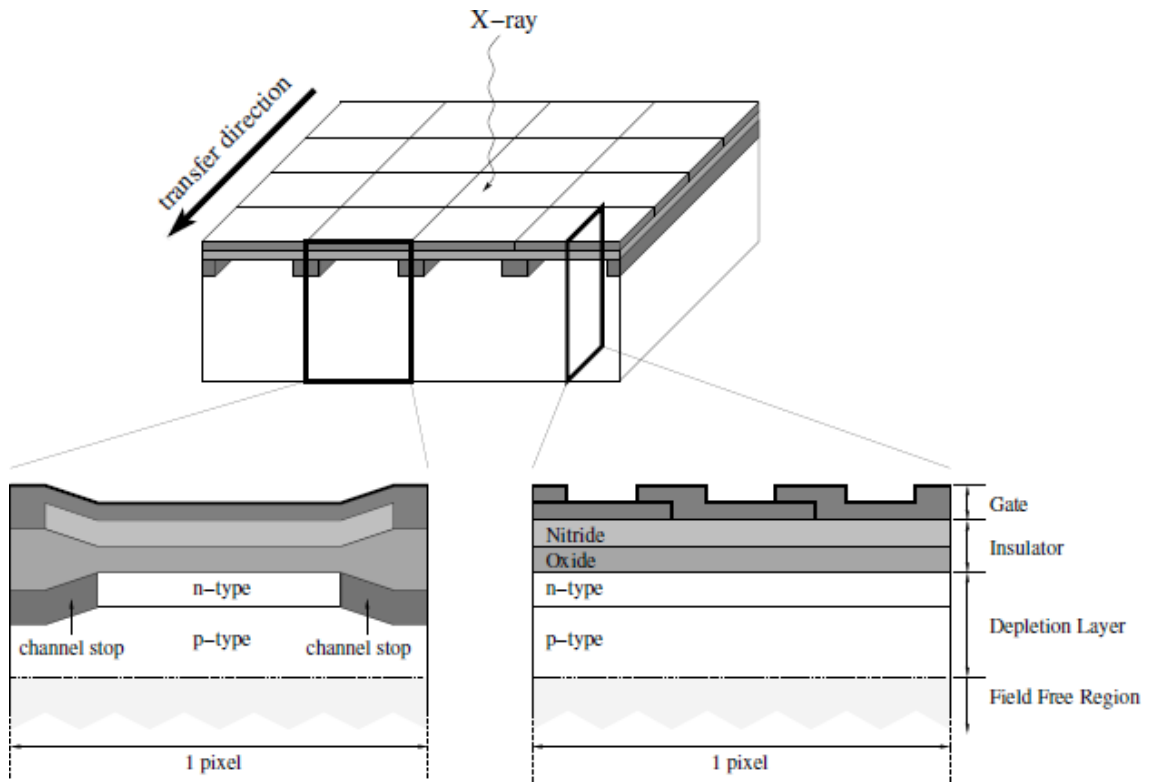 X-ray
transfer direction
Gate
Nitride
Insulator
Oxide
n-type
n-type
channel stop
p-type
channel stop
p-type
Depletion Layer
Field Free Region
1 pixel
1 pixel